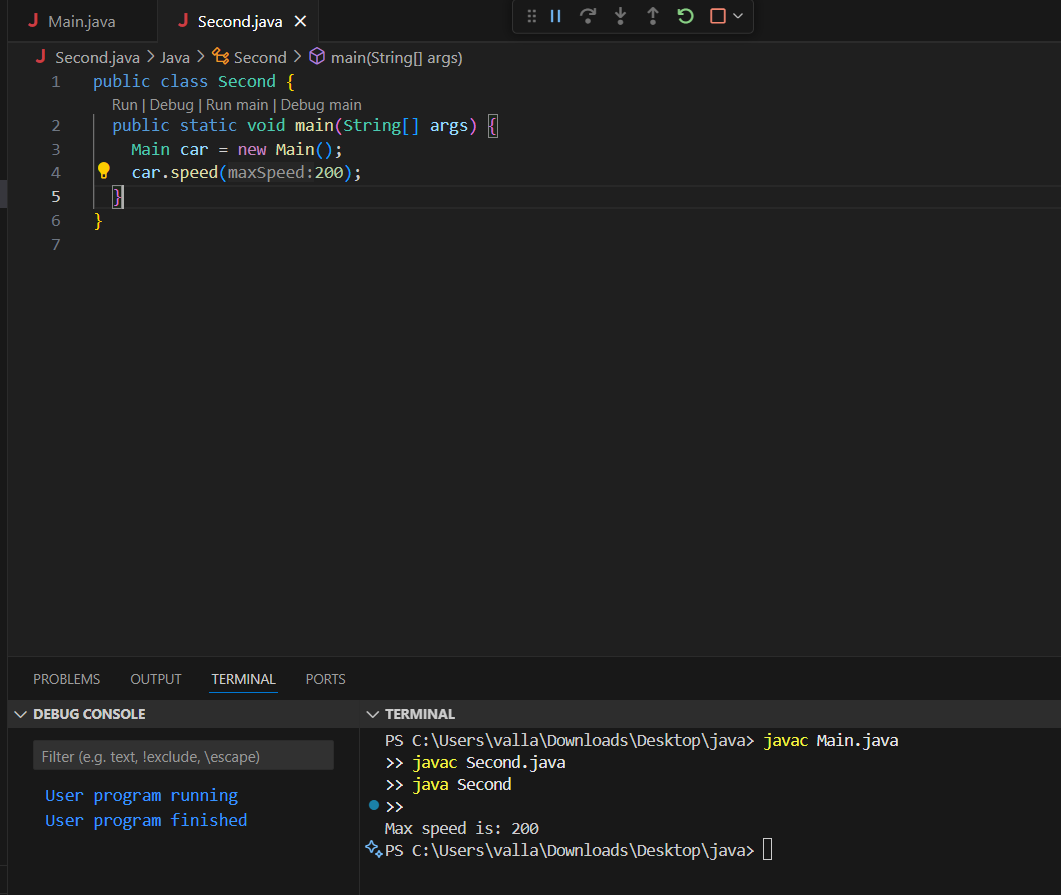 Main.java
Second.java
Second.java > Java > Second > main(String[] args)
1 public class Second {
Run | Debug | Run main | Debug main
2 public static void main(String[] args) {
3 Main car = new Main();
4 car.speed(maxSpeed:200);
5 }
6 }
7
PROBLEMS OUTPUT TERMINAL PORTS
DEBUG CONSOLE
Filter (e.g. text, !exclude, \escape)
User program running
User program finished
TERMINAL
PS C:\Users\valla\Downloads\Desktop\java> javac Main.java
>> javac Second.java
>> java Second
>>
Max speed is: 200
PS C:\Users\valla\Downloads\Desktop\java>